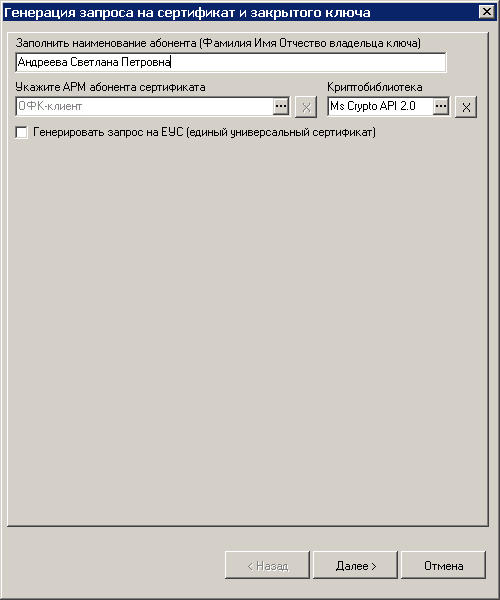 Генерация запроса на сертификат и закрытого ключа
Заполнить наименование абонента (Фамилия Имя Отчество владельца ключа)
Андреева Светлана Петровна
Укажите АРМ абонента сертификата
Криптобиблиотека
ОФК-клиент
...
X
Ms Crypto API 2.0
...
X
Генерировать запрос на ЕУС (единый универсальный сертификат)
< Назад
Далее >
Отмена